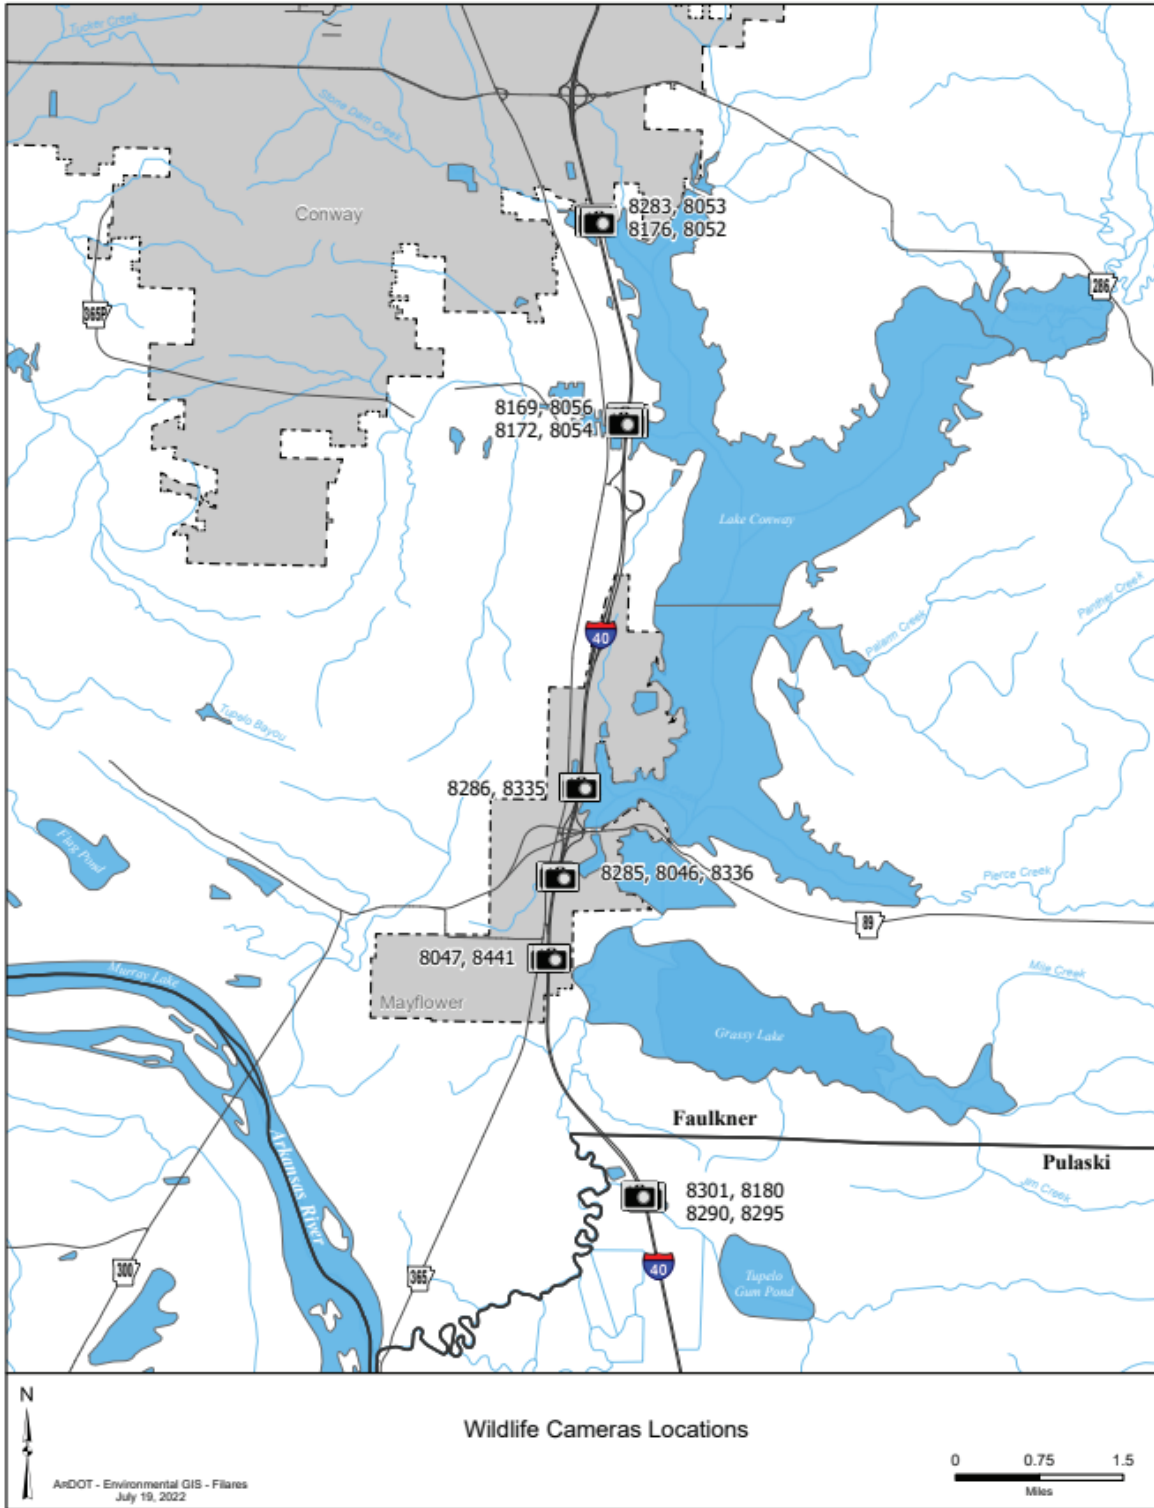 Tucker Creek
Stone Dam Creek
Conway
8283, 8053
8176, 8052
286
365B
8169, 8056
8172, 8054
Lake Conway
Panther Creek
Palarm Creek
40
Tupelo Bayou
8286, 8335
Flag Pond
8285, 8046, 8336
Pierce Creek
89
8047, 8441
Murray Lake
Mayflower
Mile Creek
Grassy Lake
Faulkner
Pulaski
Arkansas River
8301, 8180
8290, 8295
Jim Creek
300
365
40
Tupelo
Gum Pond
N
Wildlife Cameras Locations
0 0.75 1.5
Miles
ARDOT - Environmental GIS - Filares
July 19, 2022